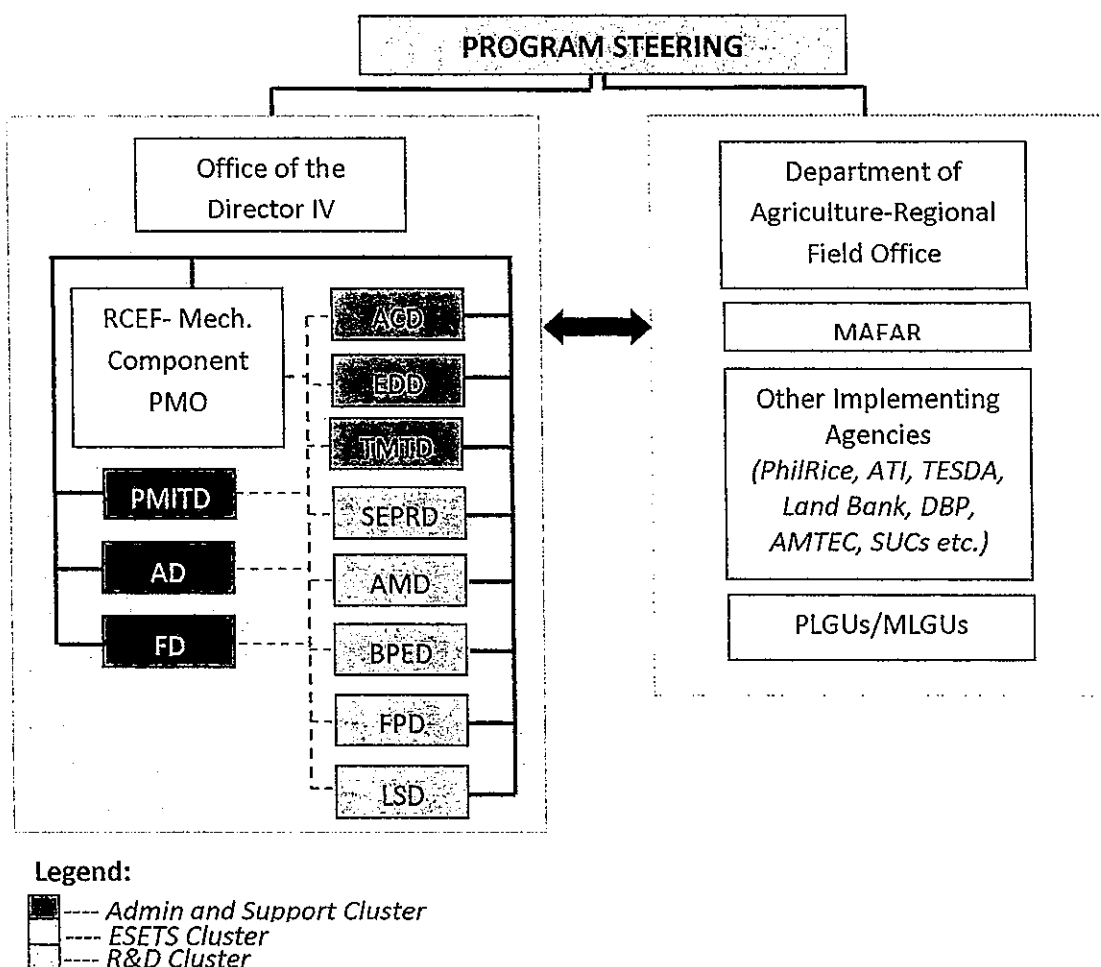 PROGRAM STEERING
Office of the
Director IV
RCEF- Mech.
Component
PMO
PMITD
AD
FD
ACD
EDD
TMTD
SEPRD
AMD
BPED
FPD
LSD
Department of
Agriculture-Regional
Field Office
MAFAR
Other Implementing
Agencies
(PhilRice, ATI, TESDA,
Land Bank, DBP,
AMTEC, SUCs etc.)
PLGUs/MLGUs
Legend:
---- Admin and Support Cluster
---- ESETS Cluster
---- R&D Cluster